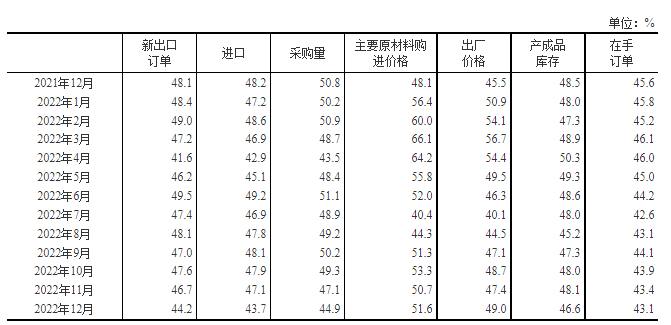 单位：%
新出口订单 进口 采购量 主要原材料购进价格 出厂价格 产成品库存 在手订单
2021年12月 48.1 48.2 50.8 48.1 45.5 48.5 45.6
2022年1月 48.4 47.2 50.2 56.4 50.9 48.0 45.8
2022年2月 49.0 48.6 50.9 60.0 54.1 47.3 45.2
2022年3月 47.2 46.9 48.7 66.1 56.7 48.9 46.1
2022年4月 41.6 42.9 43.5 64.2 54.4 50.3 46.0
2022年5月 46.2 45.1 48.4 55.8 49.5 49.3 45.0
2022年6月 49.5 49.2 51.1 52.0 46.3 48.6 44.2
2022年7月 47.4 46.9 48.9 40.4 40.1 48.0 42.6
2022年8月 48.1 47.8 49.2 44.3 44.5 45.2 43.1
2022年9月 47.0 48.1 50.2 51.3 47.1 47.3 44.1
2022年10月 47.6 47.9 49.3 53.3 48.7 48.0 43.9
2022年11月 46.7 47.1 47.1 50.7 47.4 48.1 43.4
2022年12月 44.2 43.7 44.9 51.6 49.0 46.6 43.1